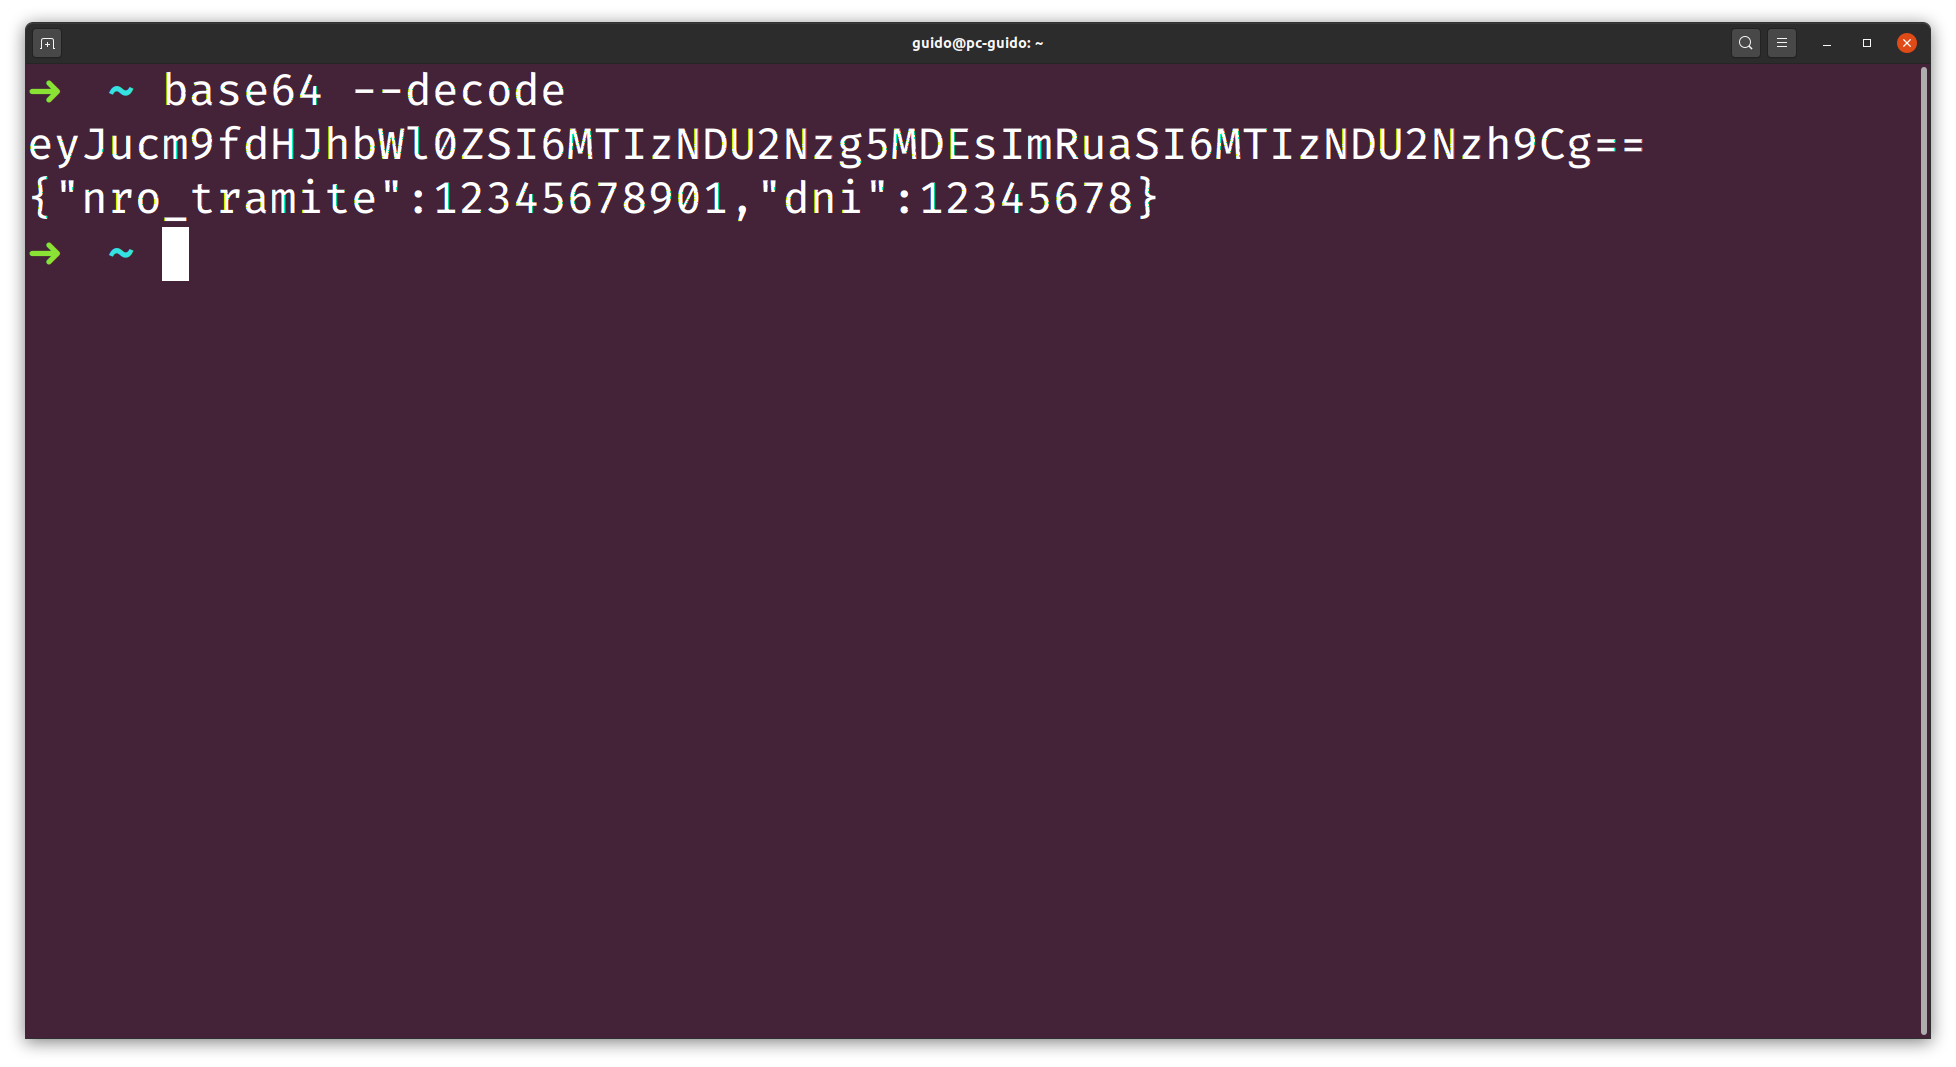 guido@pc-guido: ~
➜ ~ base64 --decode
eyJucm9fdHJhbWl0ZSI6MTIzNDU2Nzg5MDEsImRuaSI6MTIzNDU2Nzh9Cg==
{"nro_tramite":12345678901,"dni":12345678}
➜ ~